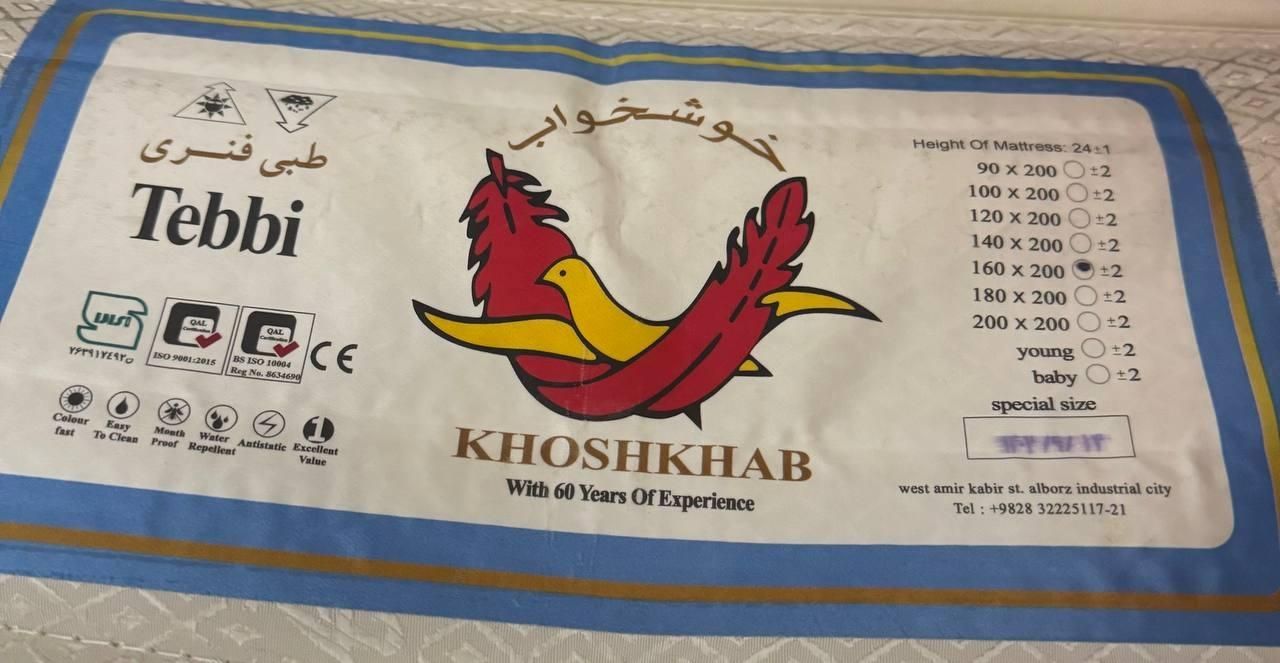 خوشخواب
طبی فنری
Tebbi
QAL
Certification
ISO 9001:2015
QAL
Certification
BS ISO 10004
Reg No. 8634690
CE
Colour fast
Easy To Clean
Mouth Proof
Water Repellent
Antistatic
1
Excellent Value
KHOSHKHAB
With 60 Years Of Experience
Height Of Mattress: 24±1
90 x 200 ±2
100 x 200 ±2
120 x 200 ±2
140 x 200 ±2
160 x 200 ±2
180 x 200 ±2
200 x 200 ±2
young ±2
baby ±2
special size
west amir kabir st. alborz industrial city
Tel : +9828 32225117-21